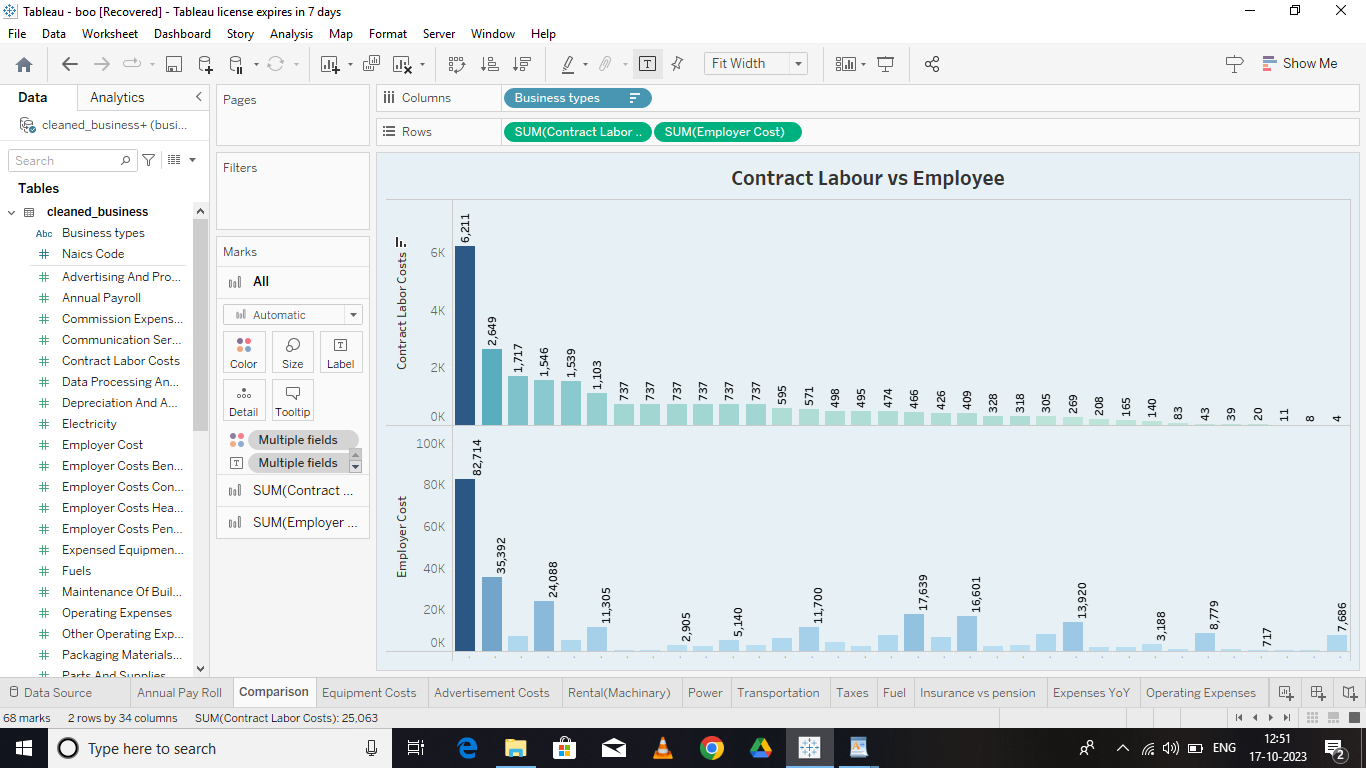 Tableau - boo [Recovered] - Tableau license expires in 7 days
File Data Worksheet Dashboard Story Analysis Map Format Server Window Help
Fit Width
Show Me
Data Analytics
cleaned_business+ (busi...
Search
Tables
cleaned_business
Abc Business types
# Naics Code
# Advertising And Pro...
# Annual Payroll
# Commission Expens...
# Communication Ser...
# Contract Labor Costs
# Data Processing An...
# Depreciation And A...
# Electricity
# Employer Cost
# Employer Costs Ben...
# Employer Costs Con...
# Employer Costs Hea...
# Employer Costs Pen...
# Expensed Equipmen...
# Fuels
# Maintenance Of Buil...
# Operating Expenses
# Other Operating Exp...
# Packaging Materials...
# Parts And Supplies
Pages
Filters
Marks
All
Automatic
Color Size Label
Detail Tooltip
Multiple fields
T Multiple fields
SUM(Contract ...
SUM(Employer ...
Columns Business types
Rows SUM(Contract Labor .. SUM(Employer Cost)
Contract Labour vs Employee
Contract Labor Costs
6K
4K
2K
0K
6,211 2,649 1,717 1,546 1,539 1,103 737 737 737 737 737 737 595 571 498 495 474 466 426 409 328 318 305 269 208 165 140 83 43 39 20 11 8 4
Employer Cost
100K
80K
60K
40K
20K
0K
82,714 35,392 24,088 11,305 2,905 5,140 11,700 17,639 16,601 13,920 3,188 8,779 717 7,686
Data Source Annual Pay Roll Comparison Equipment Costs Advertisement Costs Rental(Machinary) Power Transportation Taxes Fuel Insurance vs pension Expenses YoY Operating Expenses
68 marks 2 rows by 34 columns SUM(Contract Labor Costs): 25,063
Type here to search
ENG
12:51
17-10-2023
2